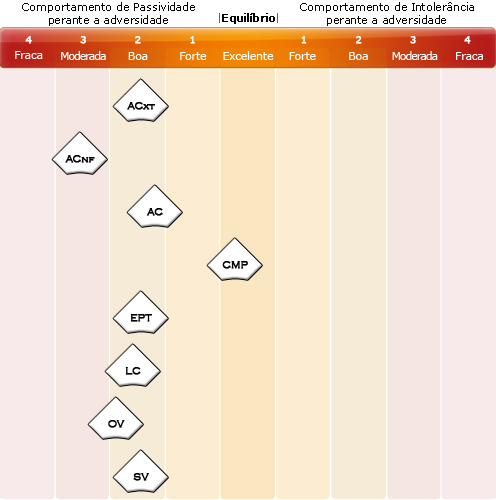 Comportamento de Passividade
perante a adversidade
|Equilíbrio|
Comportamento de Intolerância
perante a adversidade
4 3 2 1 1 2 3 4
Fraca Moderada Boa Forte Excelente Forte Boa Moderada Fraca
ACXT
ACNF
AC
CMP
EPT
LC
OV
SV